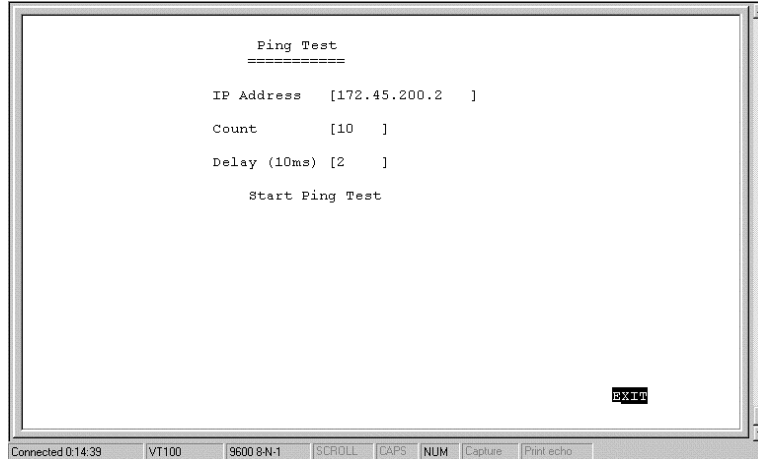 Ping Test
===========
IP Address [172.45.200.2 ]
Count [10 ]
Delay (10ms) [2 ]
Start Ping Test
EXIT
Connected 0:14:39 VT100 9600 8-N-1 SCROLL CAPS NUM Capture Print echo